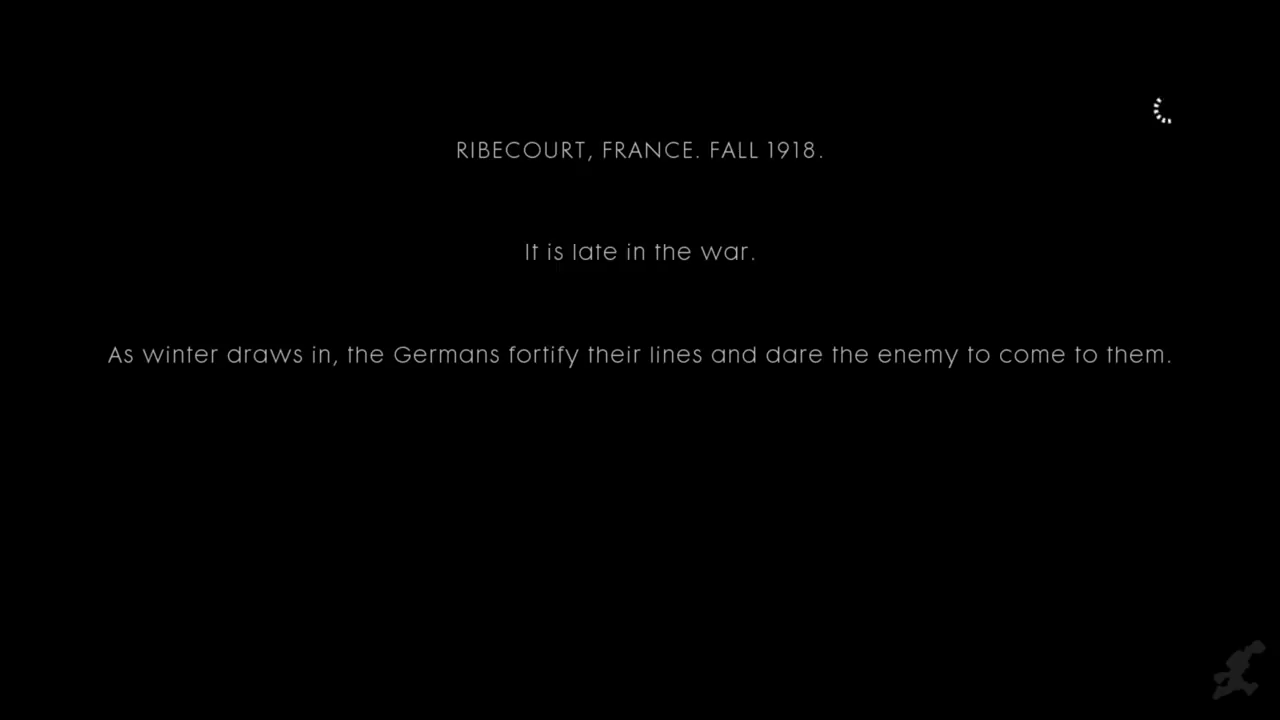 RIBECOURT, FRANCE. FALL 1918.
It is late in the war.
As winter draws in, the Germans fortify their lines and dare the enemy to come to them.